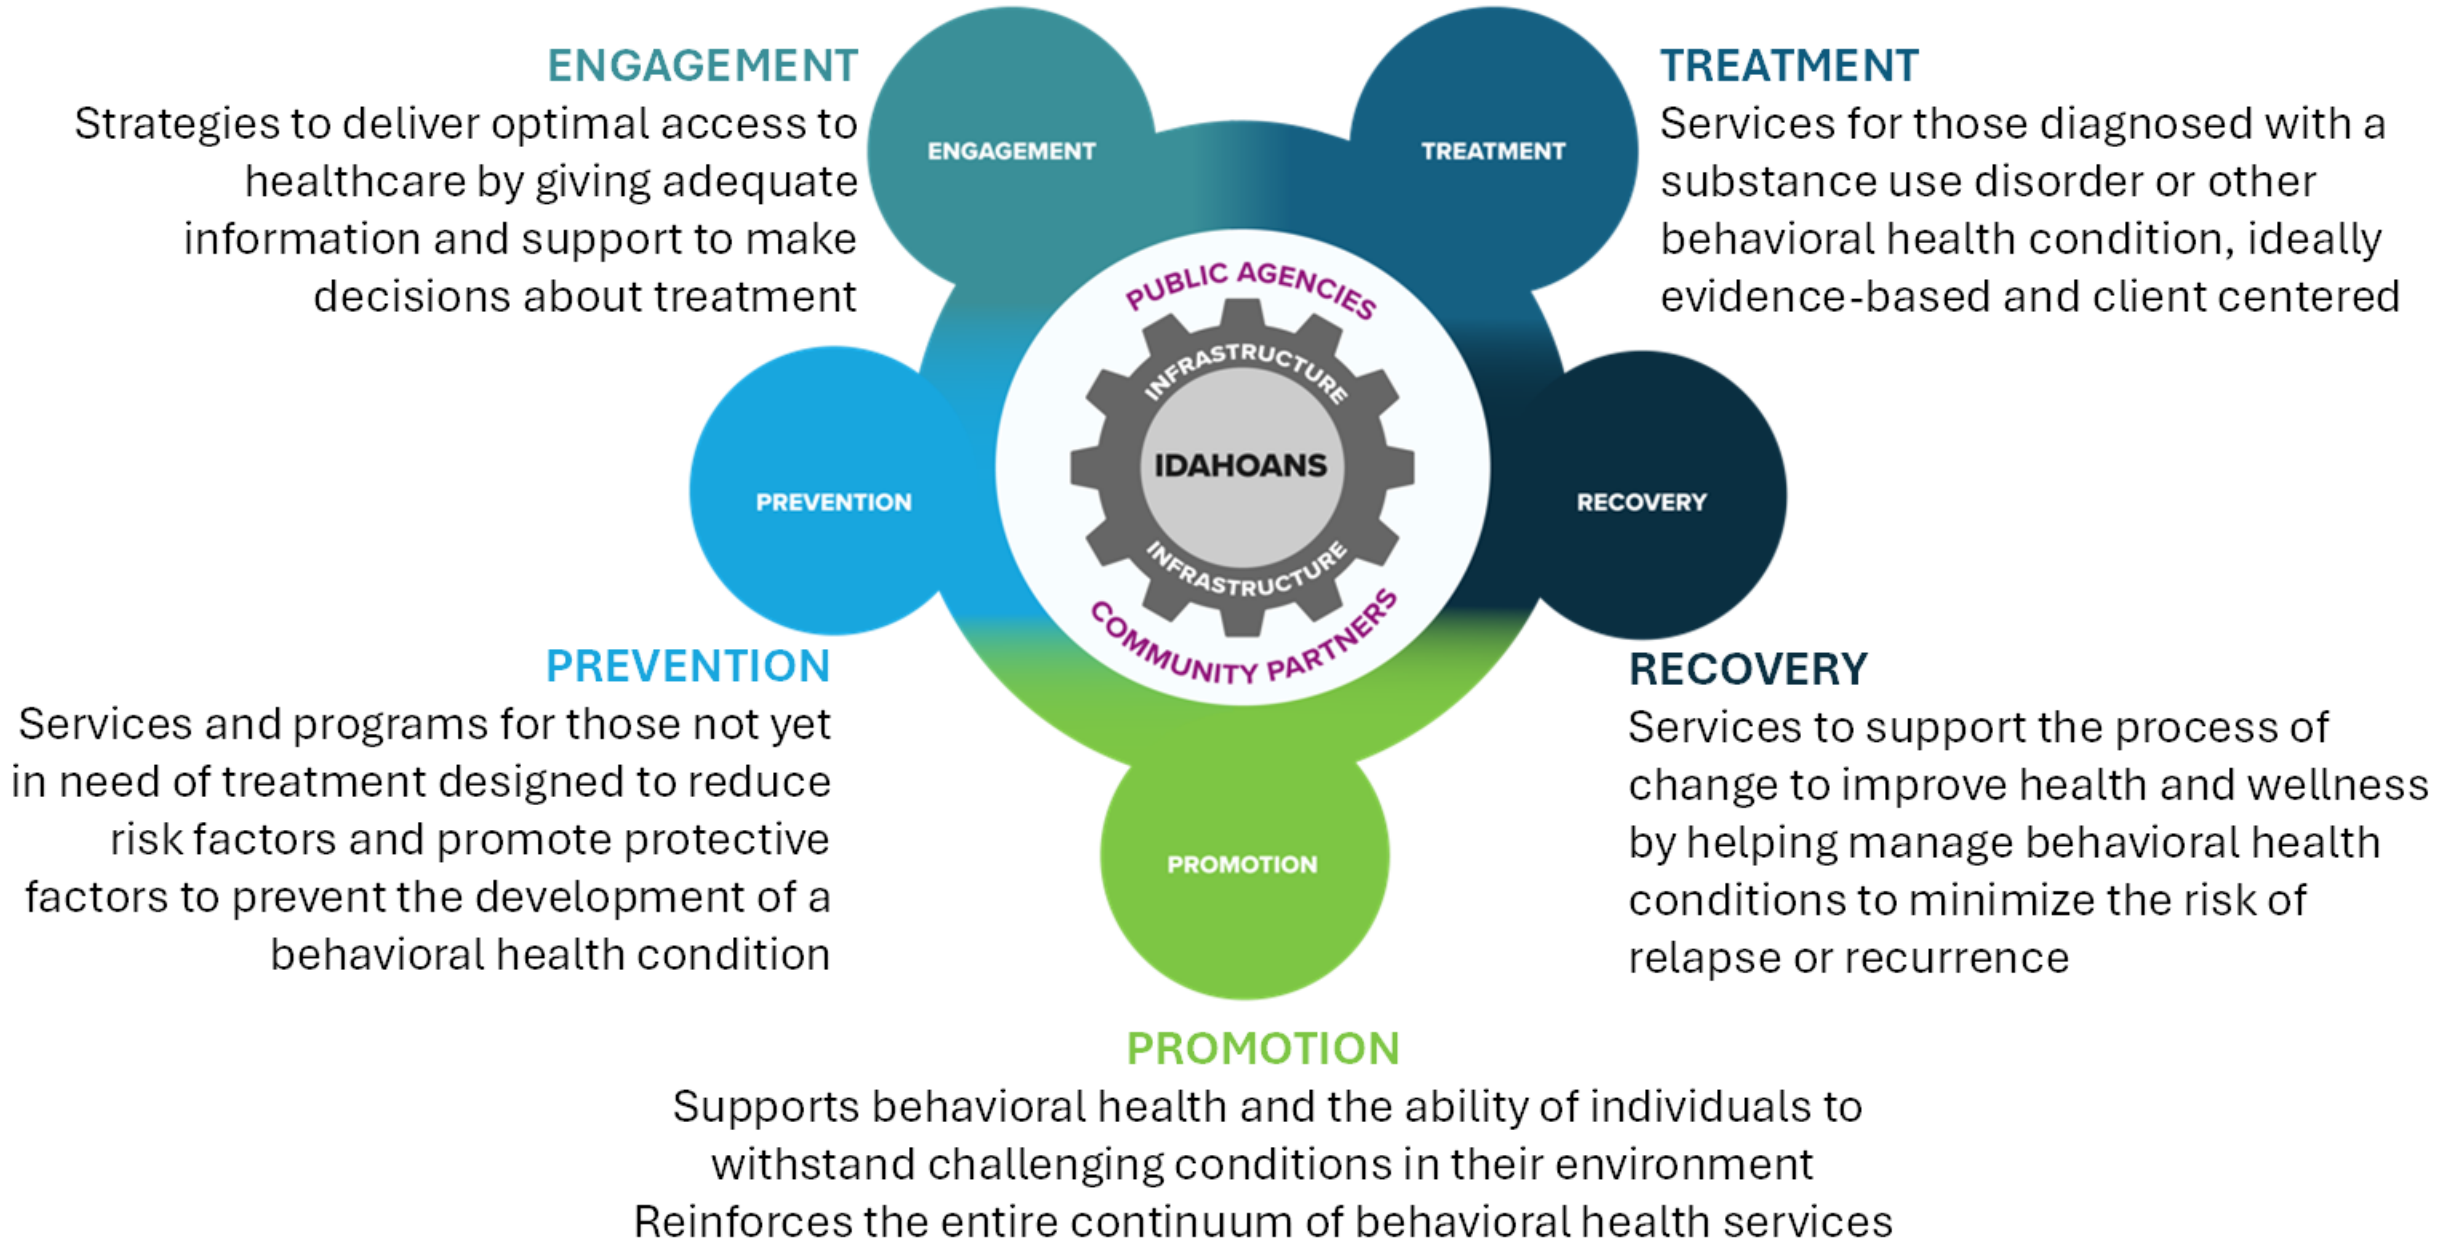 ENGAGEMENT
Strategies to deliver optimal access to
healthcare by giving adequate
information and support to make
decisions about treatment
ENGAGEMENT
TREATMENT
TREATMENT
Services for those diagnosed with a
substance use disorder or other
behavioral health condition, ideally
evidence-based and client centered
PUBLIC AGENCIES
INFRASTRUCTURE
IDAHOANS
INFRASTRUCTURE
COMMUNITY PARTNERS
PREVENTION
RECOVERY
PREVENTION
Services and programs for those not yet
in need of treatment designed to reduce
risk factors and promote protective
factors to prevent the development of a
behavioral health condition
RECOVERY
Services to support the process of
change to improve health and wellness
by helping manage behavioral health
conditions to minimize the risk of
relapse or recurrence
PROMOTION
PROMOTION
Supports behavioral health and the ability of individuals to
withstand challenging conditions in their environment
Reinforces the entire continuum of behavioral health services